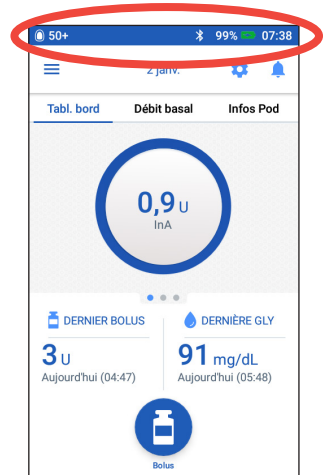 50+ 99% 07:38
2 janv.
Tabl. bord Débit basal Infos Pod
0,9 U
InA
DERNIER BOLUS DERNIÈRE GLY
3 U 91 mg/dL
Aujourd'hui (04:47) Aujourd'hui (05:48)
Bolus